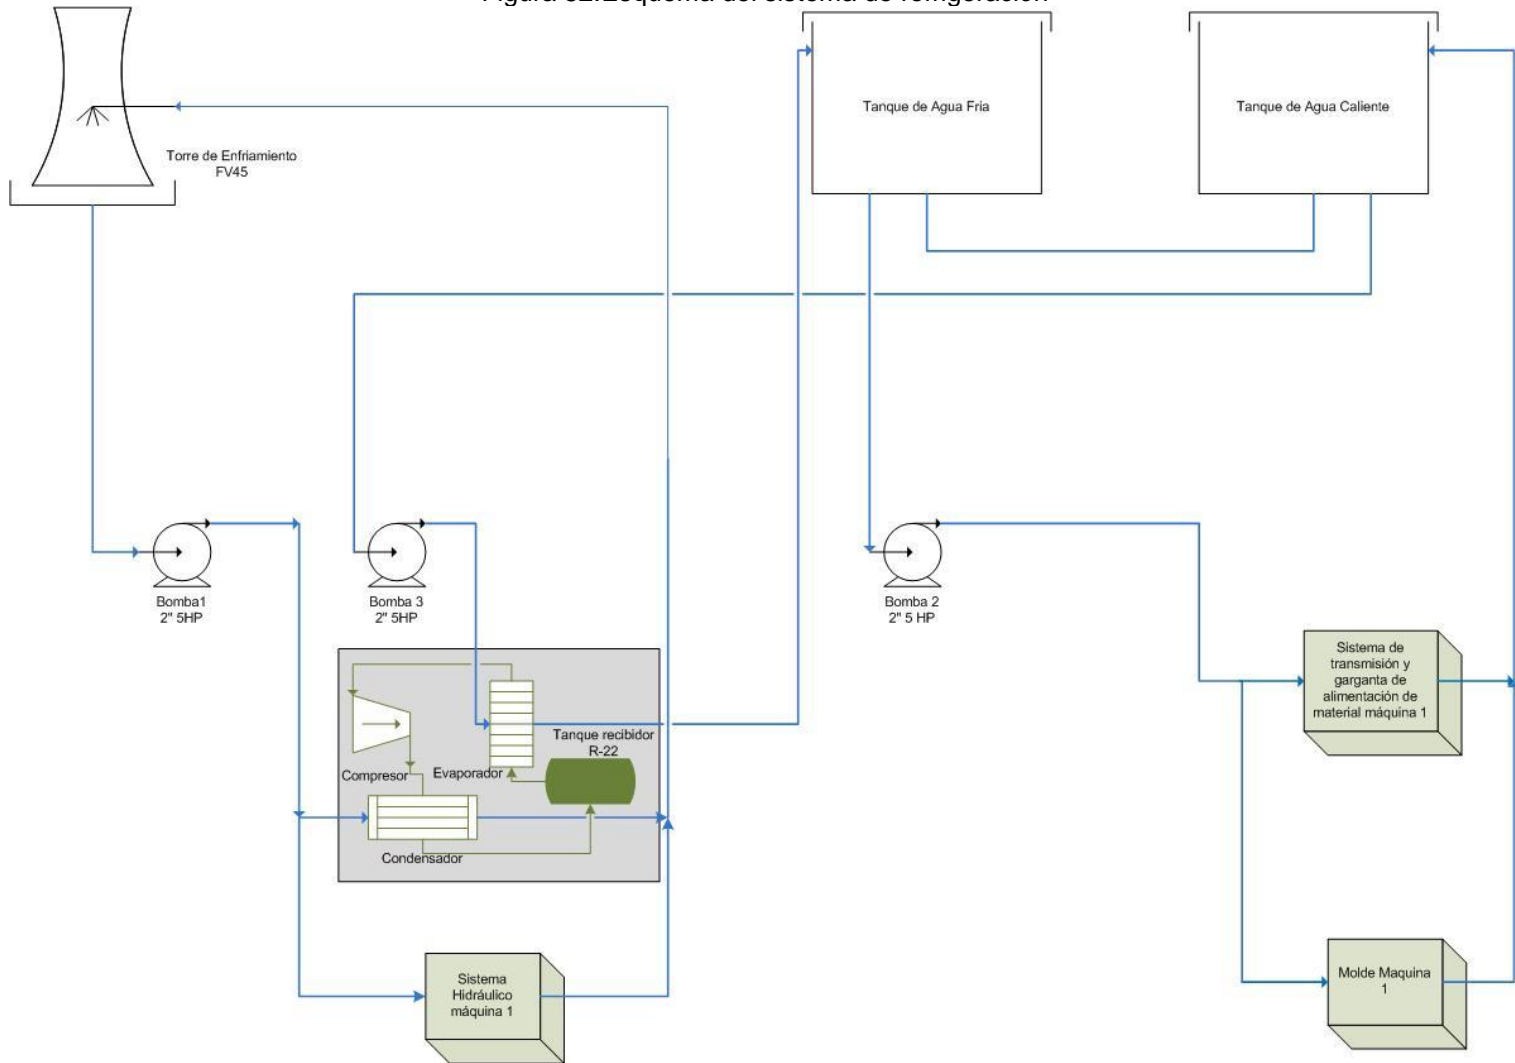 Tanque de Agua Fria
Tanque de Agua Caliente
Torre de Enfriamiento
FV45
Bomba1
2" 5HP
Bomba 3
2" 5HP
Bomba 2
2" 5 HP
Sistema de
transmisión y
garganta de
alimentación de
material máquina 1
Tanque recibidor
R-22
Compresor
Evaporador
Condensador
Sistema
Hidráulico
máquina 1
Molde Maquina
1